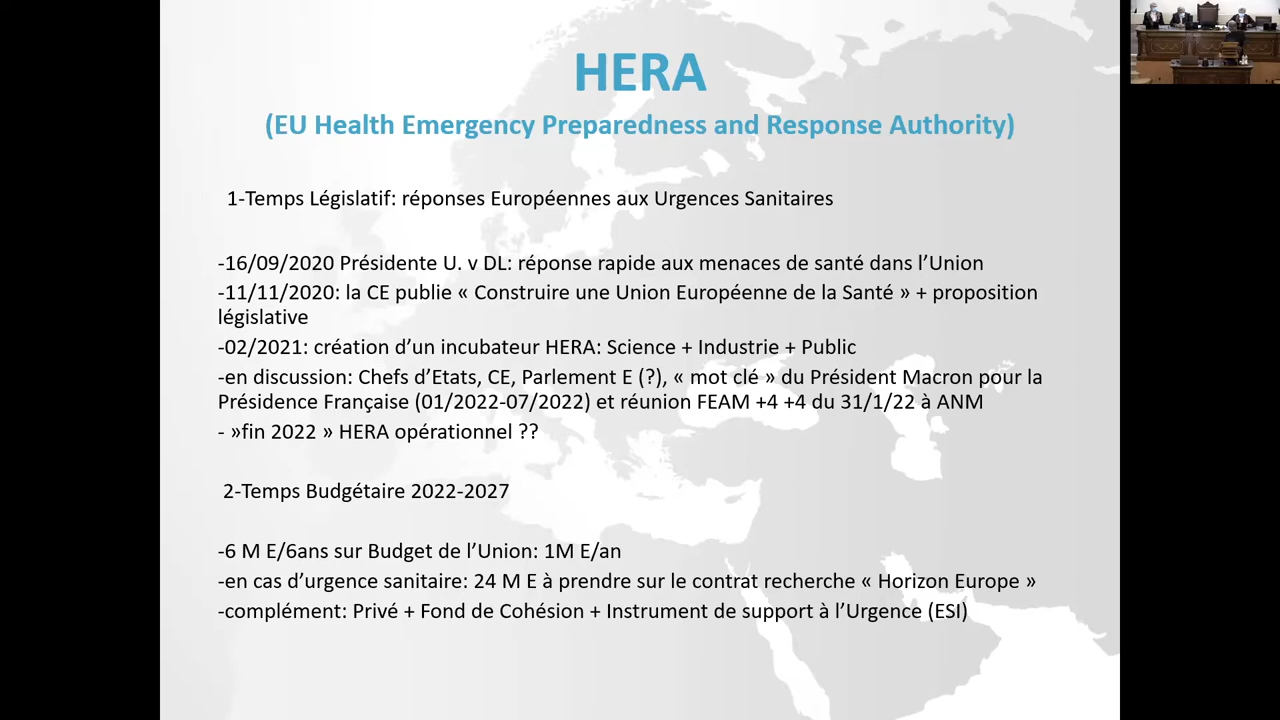 HERA
(EU Health Emergency Preparedness and Response Authority)
1-Temps Législatif: réponses Européennes aux Urgences Sanitaires
-16/09/2020 Présidente U. v DL: réponse rapide aux menaces de santé dans l’Union
-11/11/2020: la CE publie « Construire une Union Européenne de la Santé » + proposition
législative
-02/2021: création d’un incubateur HERA: Science + Industrie + Public
-en discussion: Chefs d’Etats, CE, Parlement E (?), « mot clé » du Président Macron pour la
Présidence Française (01/2022-07/2022) et réunion FEAM +4 +4 du 31/1/22 à ANM
- »fin 2022 » HERA opérationnel ??
2-Temps Budgétaire 2022-2027
-6 M E/6ans sur Budget de l’Union: 1M E/an
-en cas d’urgence sanitaire: 24 M E à prendre sur le contrat recherche « Horizon Europe »
-complément: Privé + Fond de Cohésion + Instrument de support à l’Urgence (ESI)